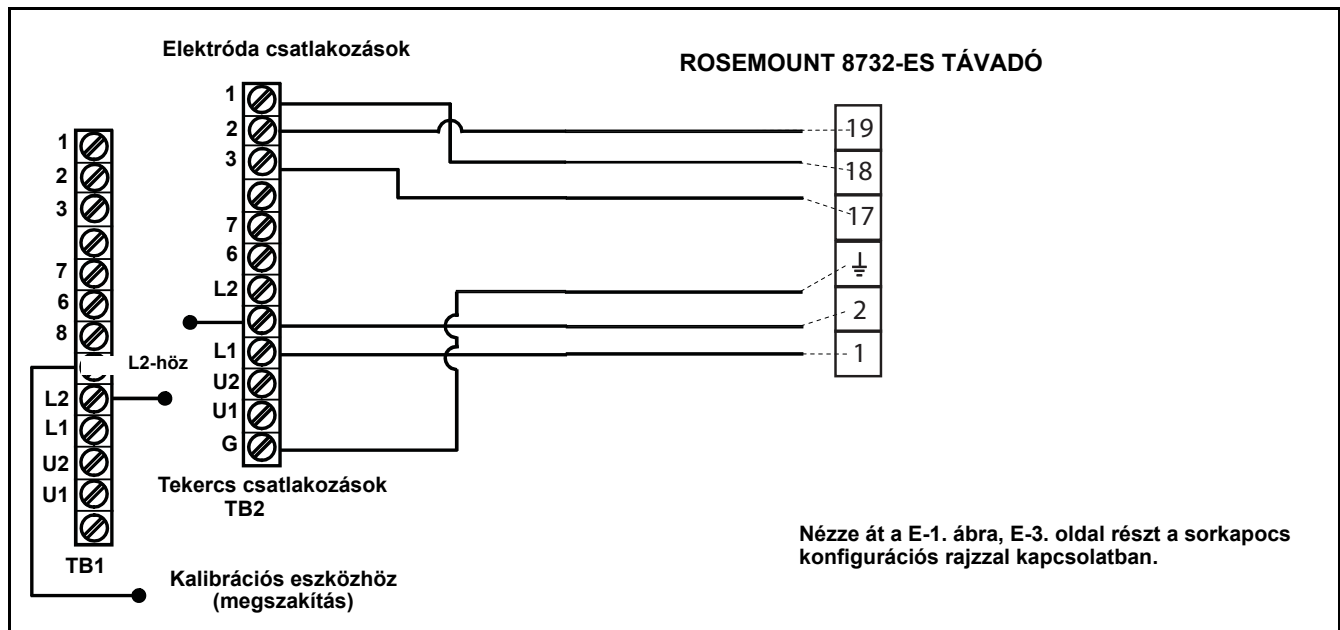 Elektróda csatlakozások
ROSEMOUNT 8732-ES TÁVADÓ
1
2
3
7
6
8
L2-höz
L2
L1
U2
U1
TB1
1
2
3
7
6
L2
L1
U2
U1
G
Tekercs csatlakozások
TB2
Kalibrációs eszközhöz
(megszakítás)
19
18
17
2
1
Nézze át a E-1. ábra, E-3. oldal részt a sorkapocs
konfigurációs rajzzal kapcsolatban.